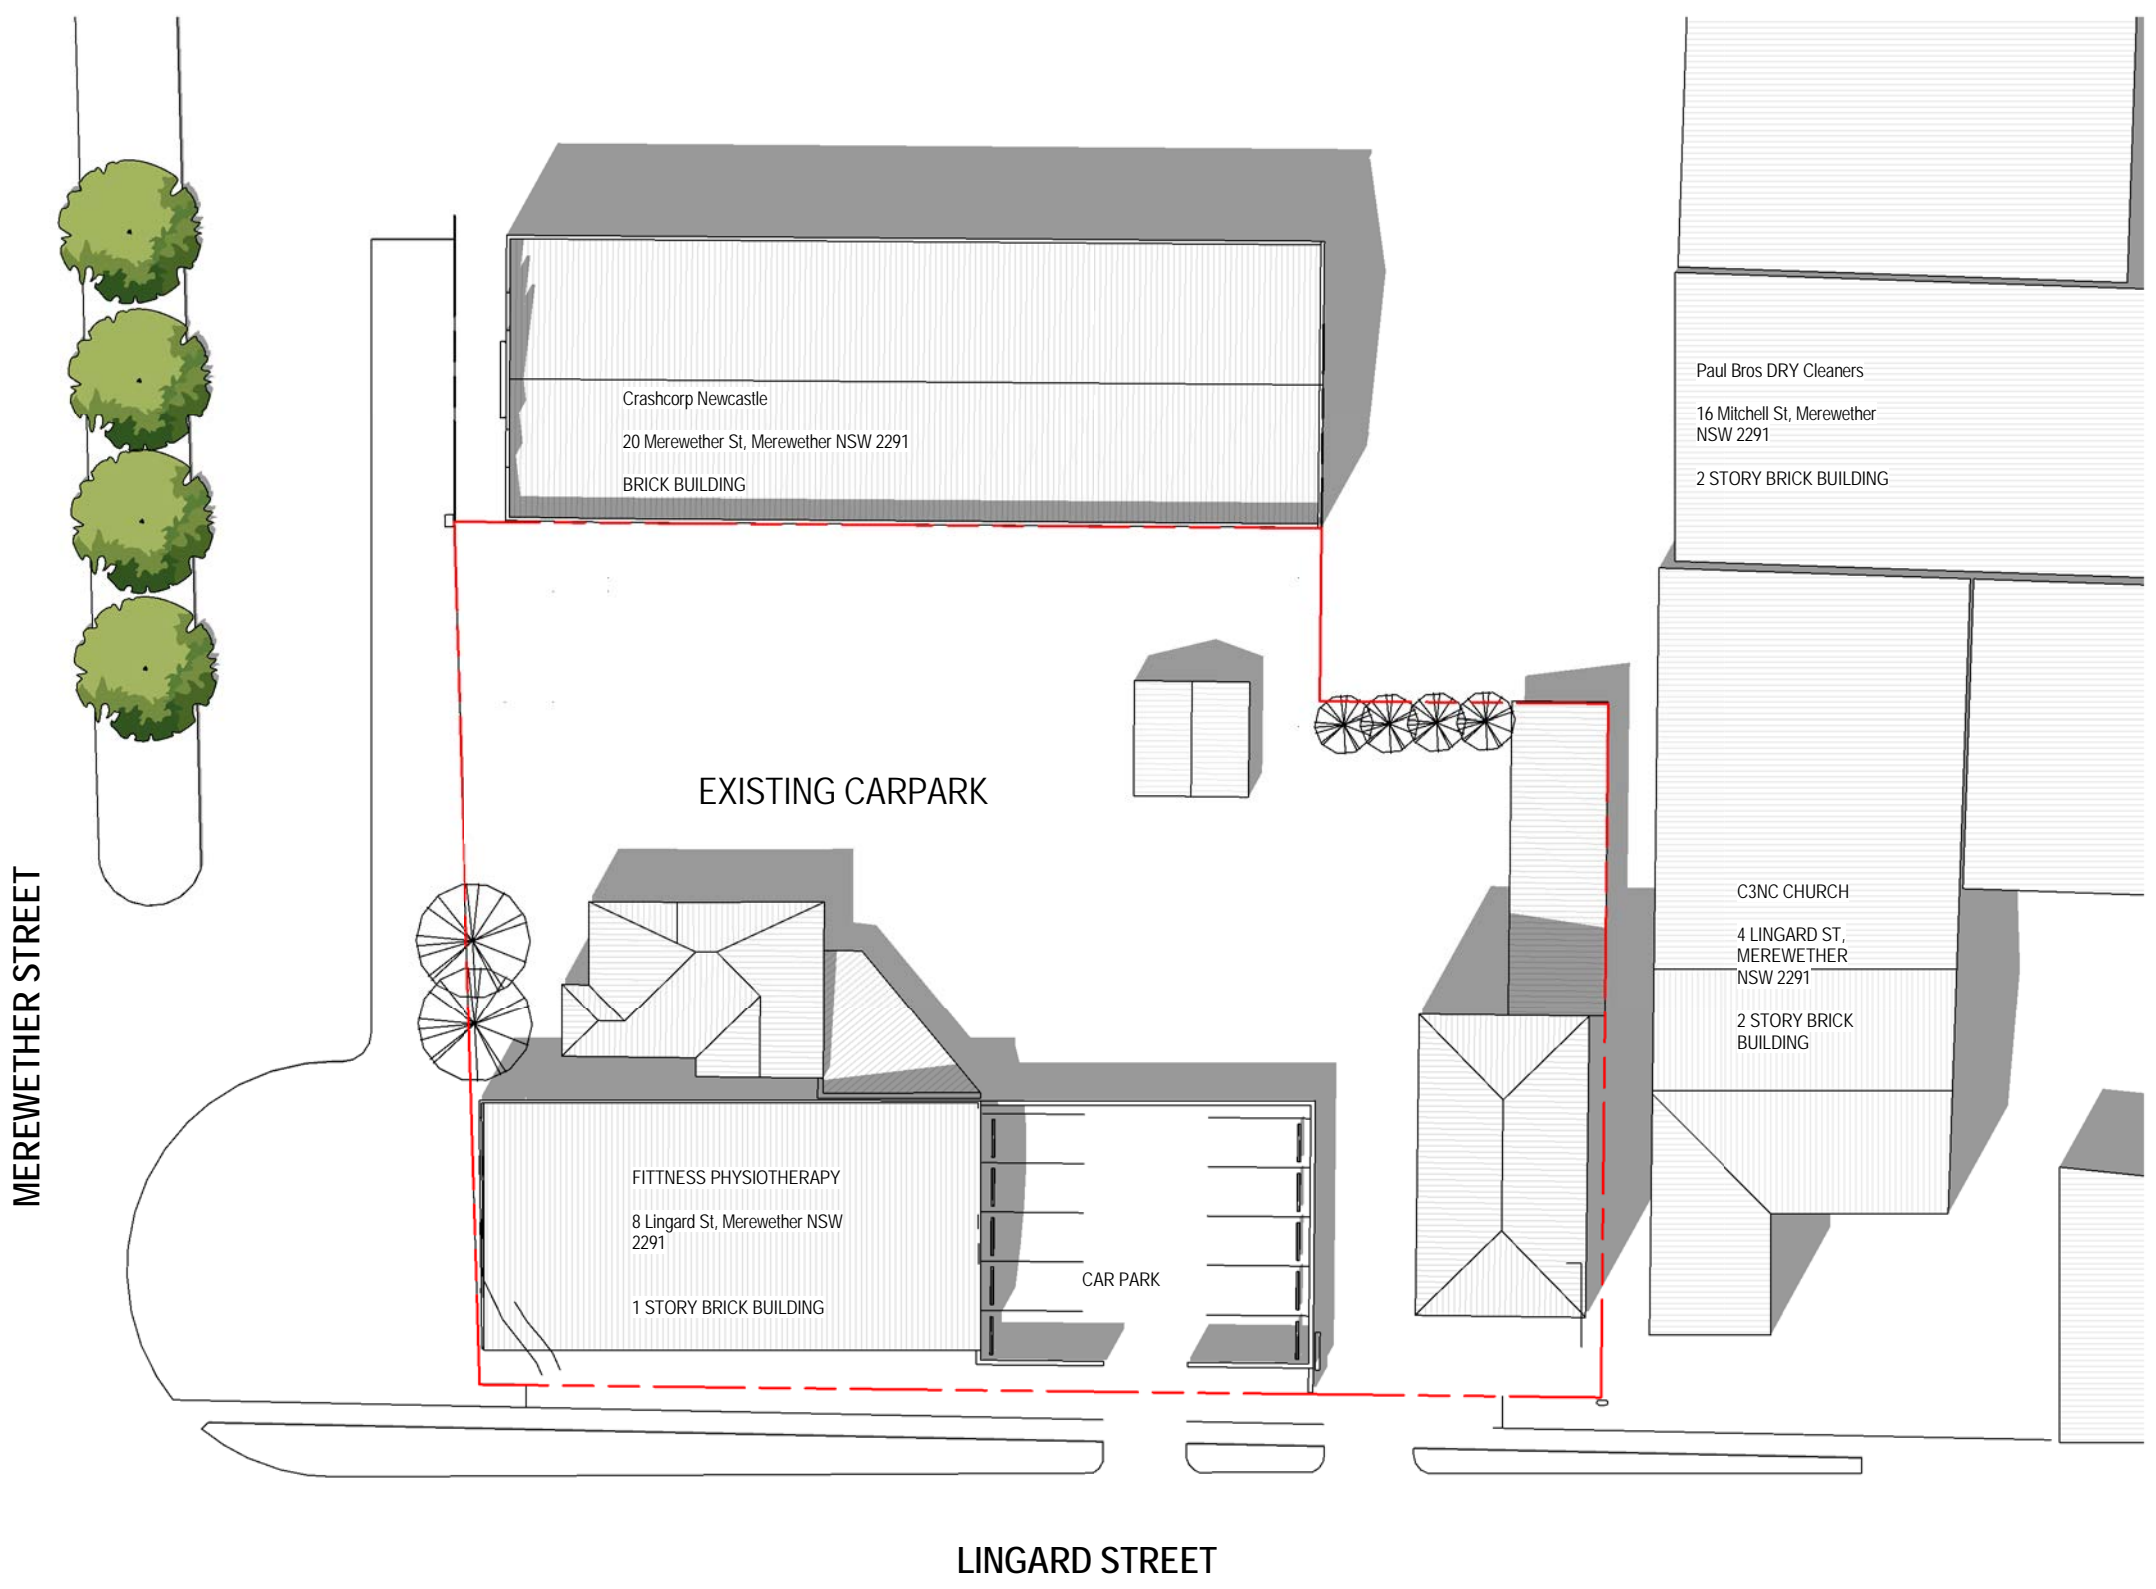 Crashcorp Newcastle
20 Merewether St, Merewether NSW 2291
BRICK BUILDING
Paul Bros DRY Cleaners
16 Mitchell St, Merewether
NSW 2291
2 STORY BRICK BUILDING
EXISTING CARPARK
MEREWETHER STREET
C3NC CHURCH
4 LINGARD ST,
MEREWETHER
NSW 2291
2 STORY BRICK
BUILDING
FITTNESS PHYSIOTHERAPY
8 Lingard St, Merewether NSW
2291
1 STORY BRICK BUILDING
CAR PARK
LINGARD STREET